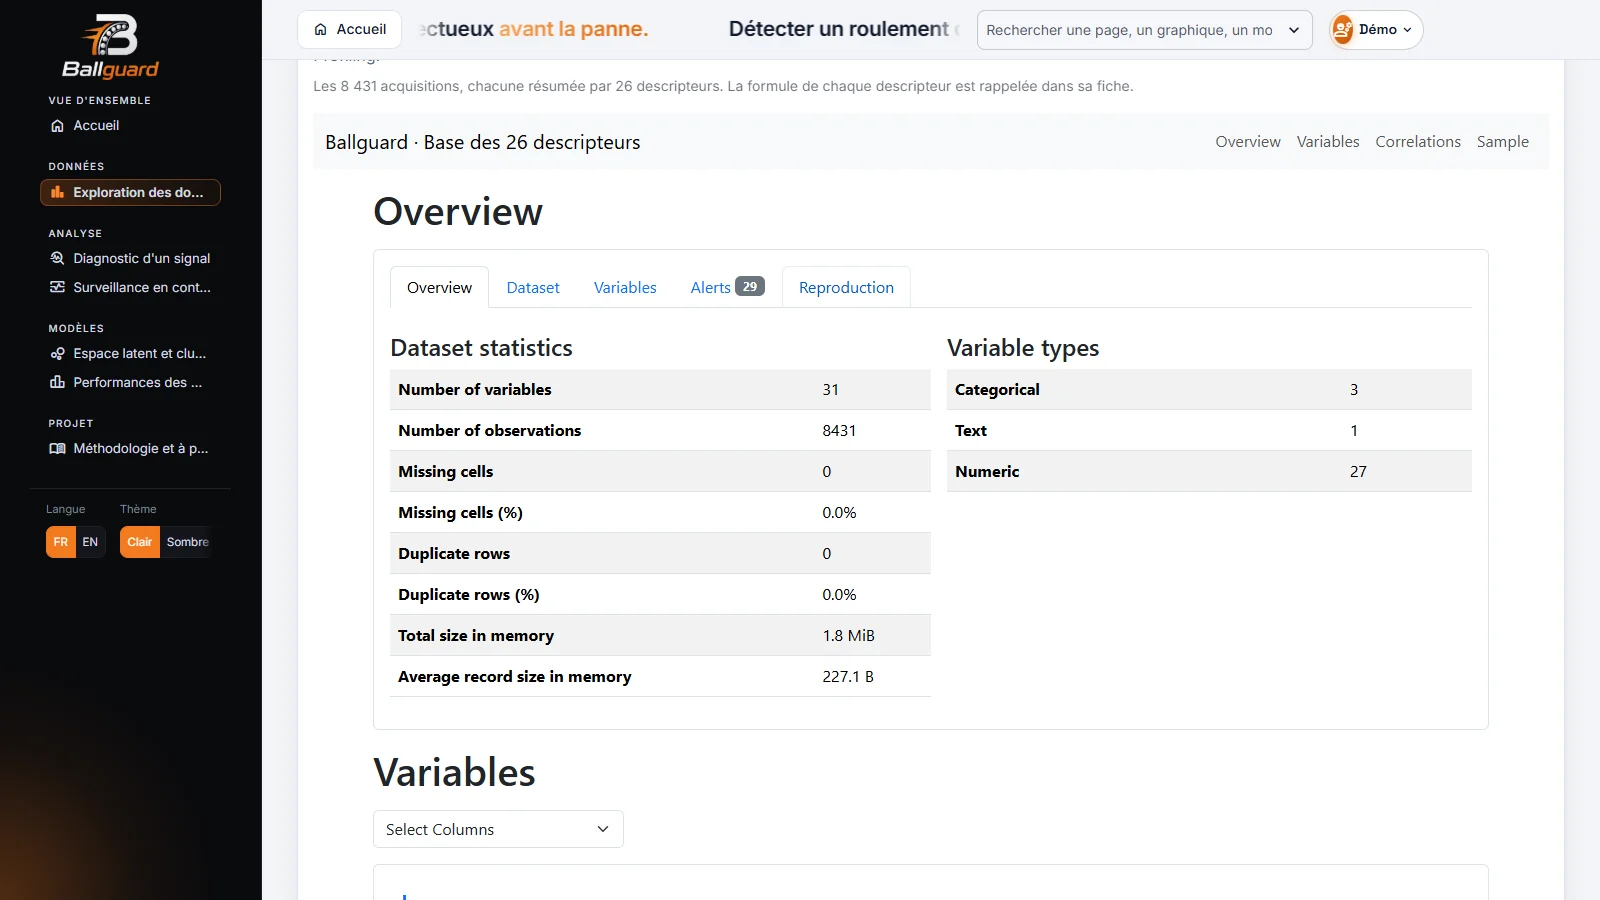 Ballguard
VUE D'ENSEMBLE
Accueil
DONNÉES
Exploration des do...
ANALYSE
Diagnostic d'un signal
Surveillance en cont...
MODÈLES
Espace latent et clu...
Performances des ...
PROJET
Méthodologie et à p...
Langue Thème
FR EN Clair Sombre
Accueil
ectueux avant la panne. Détecter un roulement
Rechercher une page, un graphique, un mo
Démo
Les 8 431 acquisitions, chacune résumée par 26 descripteurs. La formule de chaque descripteur est rappelée dans sa fiche.
Ballguard · Base des 26 descripteurs
Overview Variables Correlations Sample
Overview
Overview Dataset Variables Alerts 29 Reproduction
Dataset statistics
Number of variables 31
Number of observations 8431
Missing cells 0
Missing cells (%) 0.0%
Duplicate rows 0
Duplicate rows (%) 0.0%
Total size in memory 1.8 MiB
Average record size in memory 227.1 B
Variable types
Categorical 3
Text 1
Numeric 27
Variables
Select Columns